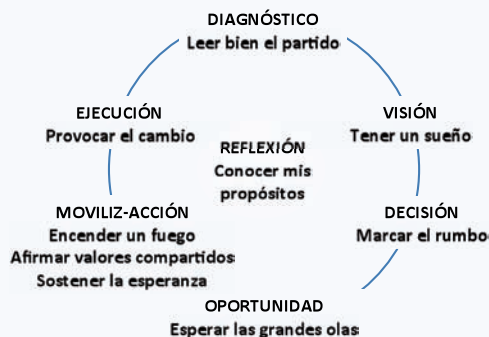 DIAGNÓSTICO
Leer bien el partido
EJECUCIÓN
Provocar el cambio
VISIÓN
Tener un sueño
REFLEXIÓN
Conocer mis
propósitos
MOVILIZ-ACCIÓN
Encender un fuego
Afirmar valores compartidos
Sostener la esperanza
DECISIÓN
Marcar el rumbo
OPORTUNIDAD
Esperar las grandes olas